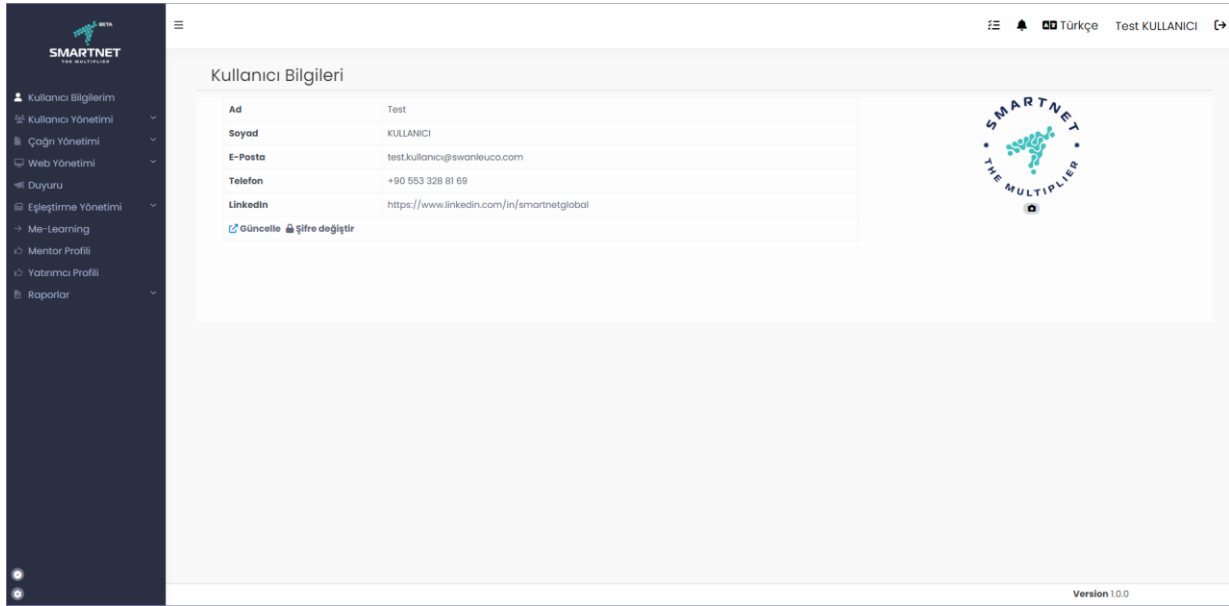 BETA
SMARTNET
THE MULTIPLIER
Türkçe Test KULLANICI
Kullanıcı Bilgilerim
Kullanıcı Yönetimi
Çağrı Yönetimi
Web Yönetimi
Duyuru
Eşleştirme Yönetimi
Me-Learning
Mentor Profili
Yatırımcı Profili
Raporlar
Kullanıcı Bilgileri
Ad Test
Soyad KULLANICI
E-Posta test.kullanıcı@swanleuco.com
Telefon +90 553 328 81 69
LinkedIn https://www.linkedin.com/in/smartnetglobal
Güncelle Şifre değiştir
SMARTNET
THE MULTIPLIER
Version 1.0.0